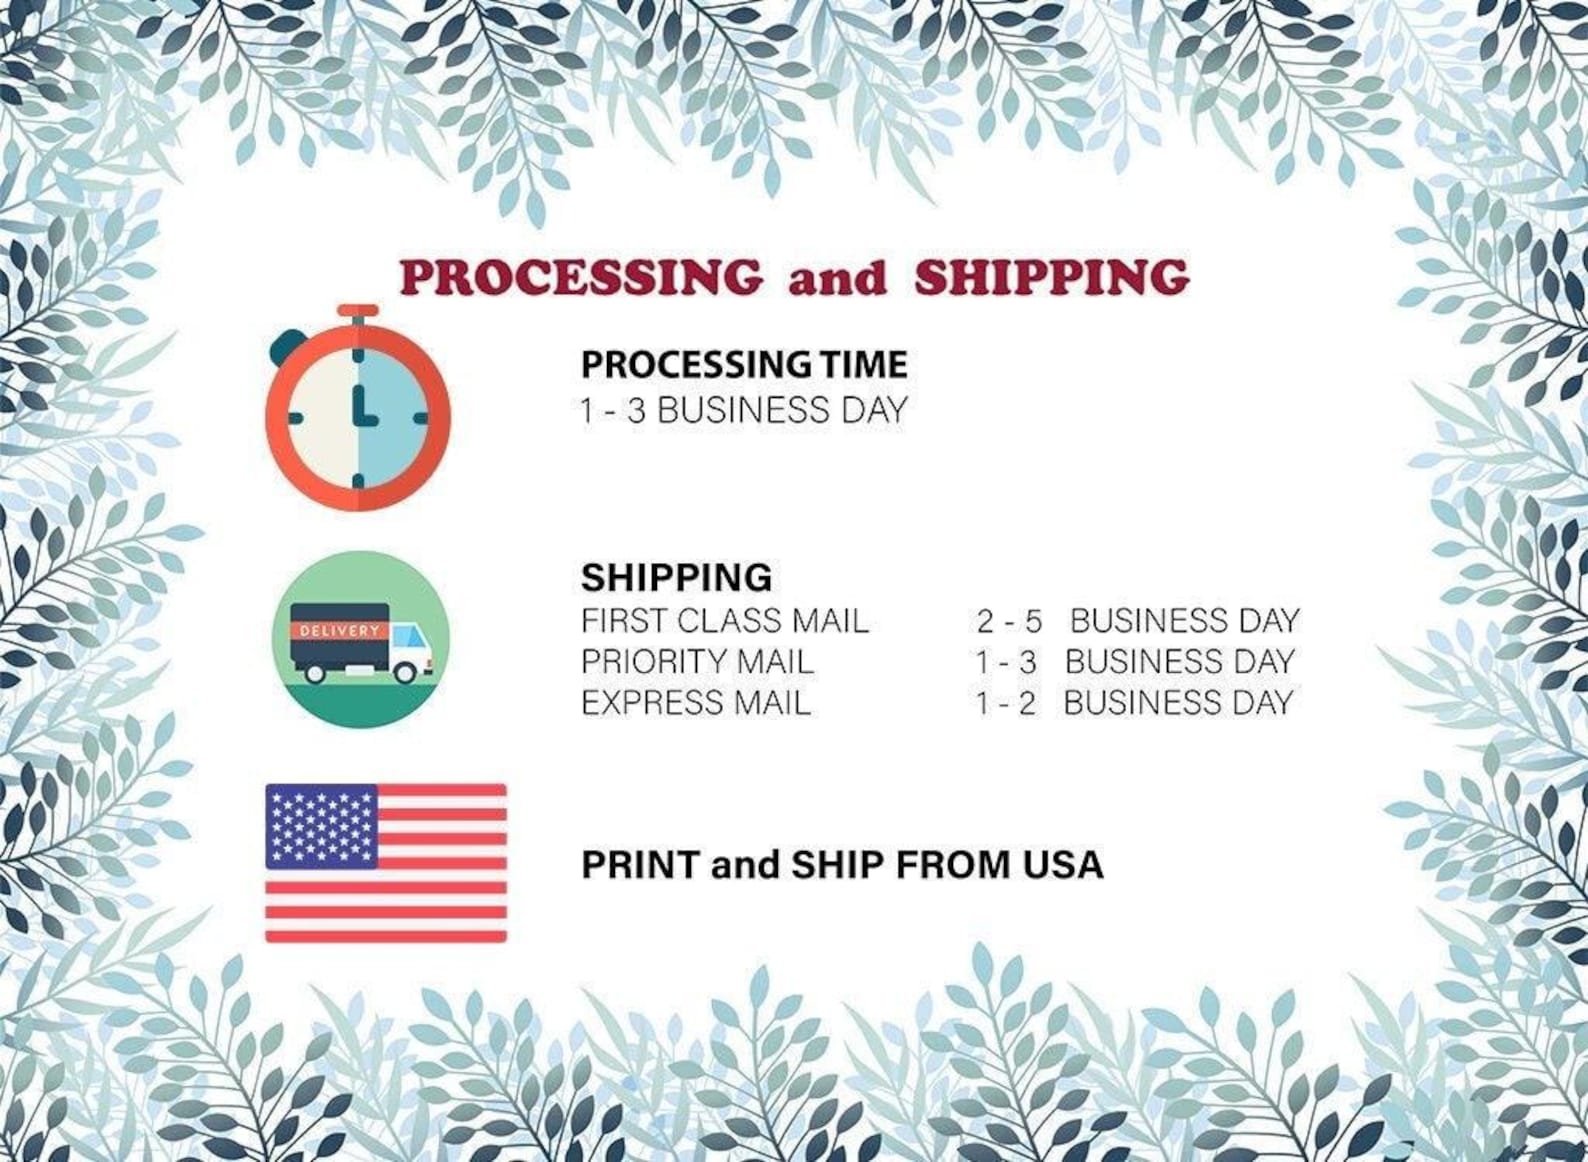 PROCESSING and SHIPPING
PROCESSING TIME
1 - 3 BUSINESS DAY
SHIPPING
FIRST CLASS MAIL 2 - 5 BUSINESS DAY
PRIORITY MAIL 1 - 3 BUSINESS DAY
EXPRESS MAIL 1 - 2 BUSINESS DAY
DELIVERY
PRINT and SHIP FROM USA